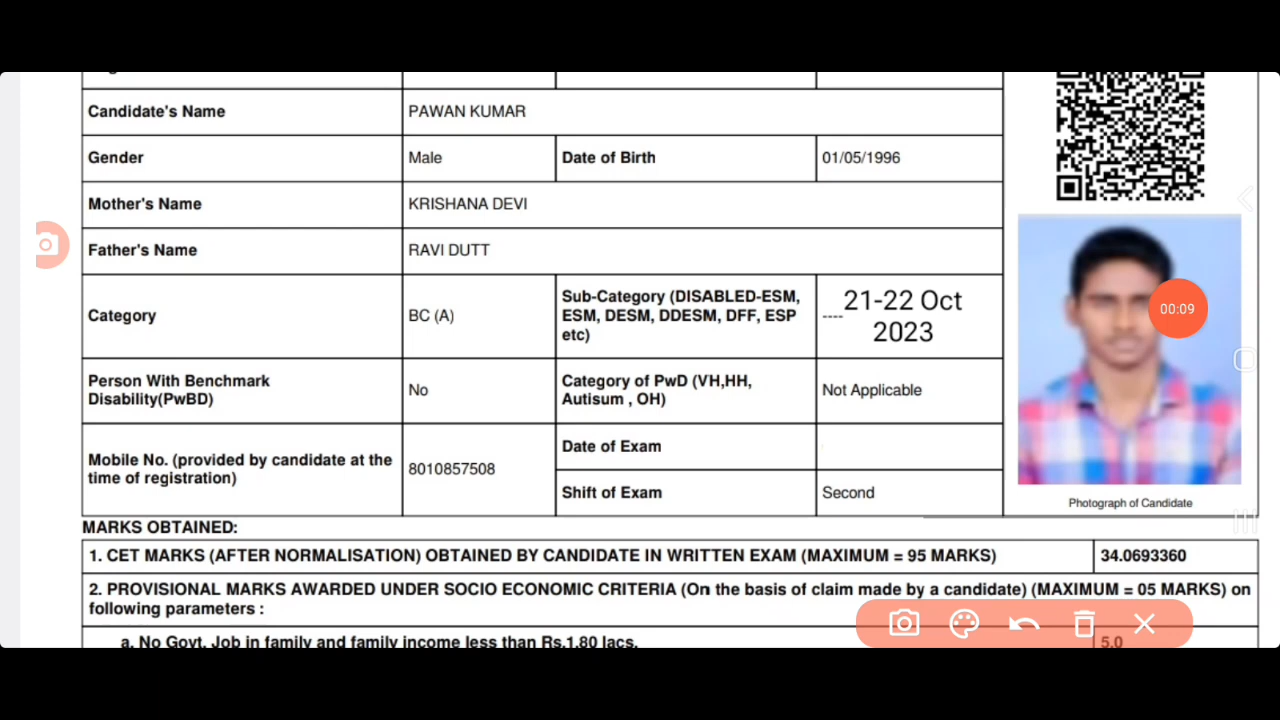 Candidate's Name PAWAN KUMAR
Gender Male Date of Birth 01/05/1996
Mother's Name KRISHANA DEVI
Father's Name RAVI DUTT
Category BC (A)
Sub-Category (DISABLED-ESM,
ESM, DESM, DDESM, DFF, ESP
etc)
----21-22 Oct
2023
Person With Benchmark
Disability(PwBD)
No
Category of PwD (VH,HH,
Autisum , OH)
Not Applicable
Mobile No. (provided by candidate at the
time of registration)
8010857508
Date of Exam
Shift of Exam Second
Photograph of Candidate
00:09
MARKS OBTAINED:
1. CET MARKS (AFTER NORMALISATION) OBTAINED BY CANDIDATE IN WRITTEN EXAM (MAXIMUM = 95 MARKS) 34.0693360
2. PROVISIONAL MARKS AWARDED UNDER SOCIO ECONOMIC CRITERIA (On the basis of claim made by a candidate) (MAXIMUM = 05 MARKS) on
following parameters :
a. No Govt. Job in family and family income less than Rs.1.80 lacs. 5.0